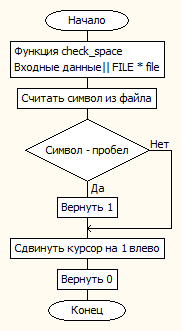 Начало
Функция check_space
Входные данные|| FILE * file
Считать символ из файла
Символ - пробел
Нет
Да
Вернуть 1
Сдвинуть курсор на 1 влево
Вернуть 0
Конец